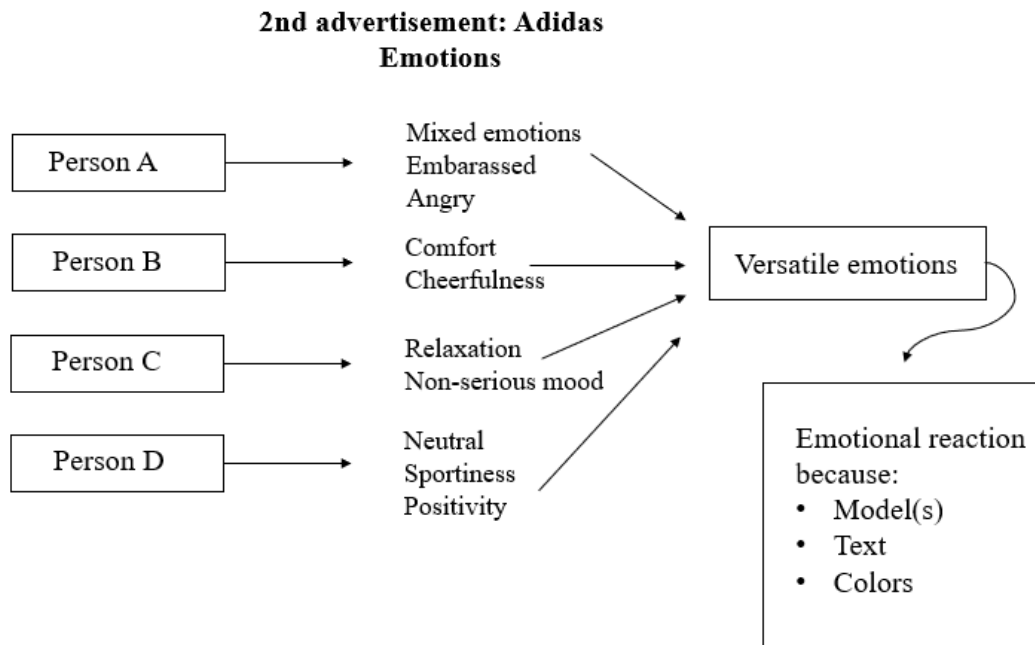 2nd advertisement: Adidas
Emotions
Person A
Mixed emotions
Embarassed
Angry
Person B
Comfort
Cheerfulness
Versatile emotions
Person C
Relaxation
Non-serious mood
Person D
Neutral
Sportiness
Positivity
Emotional reaction
because:
• Model(s)
• Text
• Colors